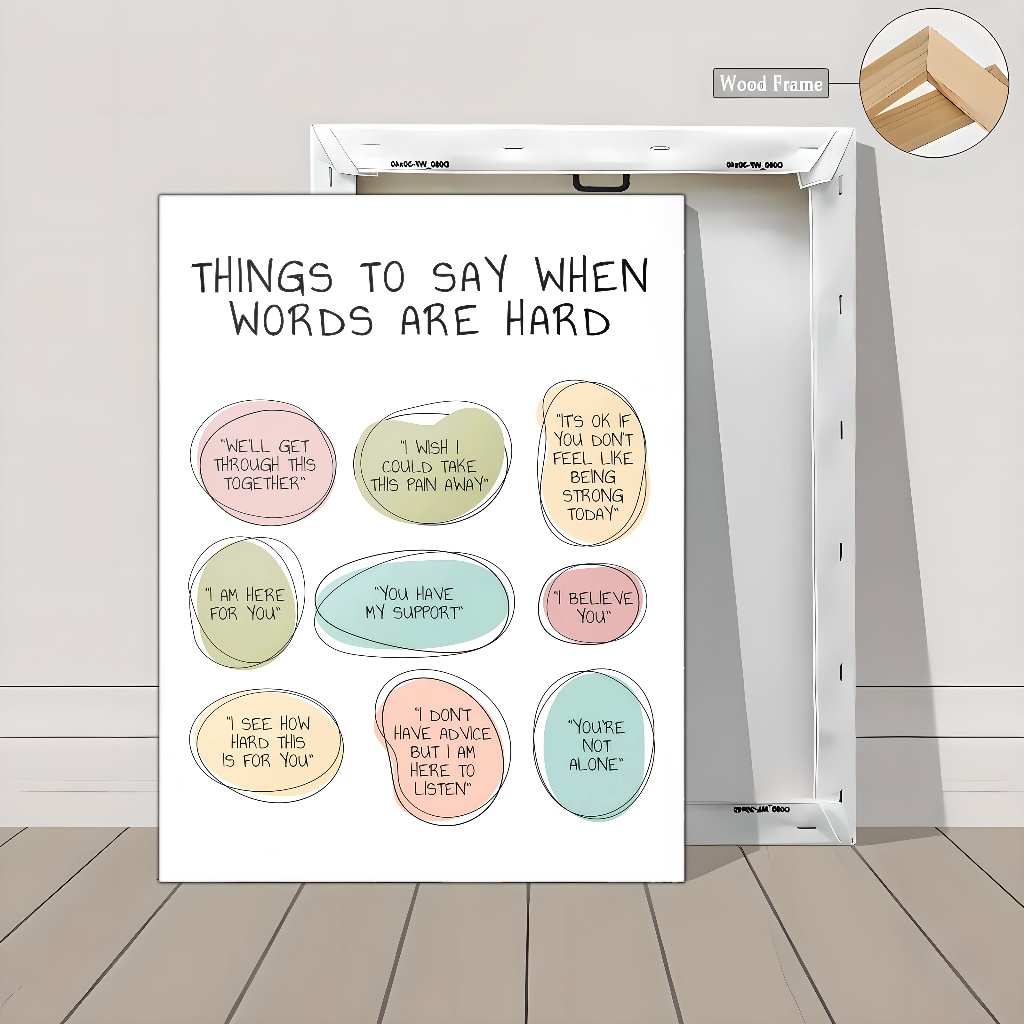 Wood Frame
THINGS TO SAY WHEN
WORDS ARE HARD
"WE'LL GET
THROUGH THIS
TOGETHER"
"I WISH I
COULD TAKE
THIS PAIN AWAY"
"IT'S OK IF
YOU DON'T
FEEL LIKE
BEING
STRONG
TODAY"
"I AM HERE
FOR YOU"
"YOU HAVE
MY SUPPORT"
"I BELIEVE
YOU"
"I SEE HOW
HARD THIS
IS FOR YOU"
"I DON'T
HAVE ADVICE
BUT I AM
HERE TO
LISTEN"
"YOU'RE
NOT
ALONE"